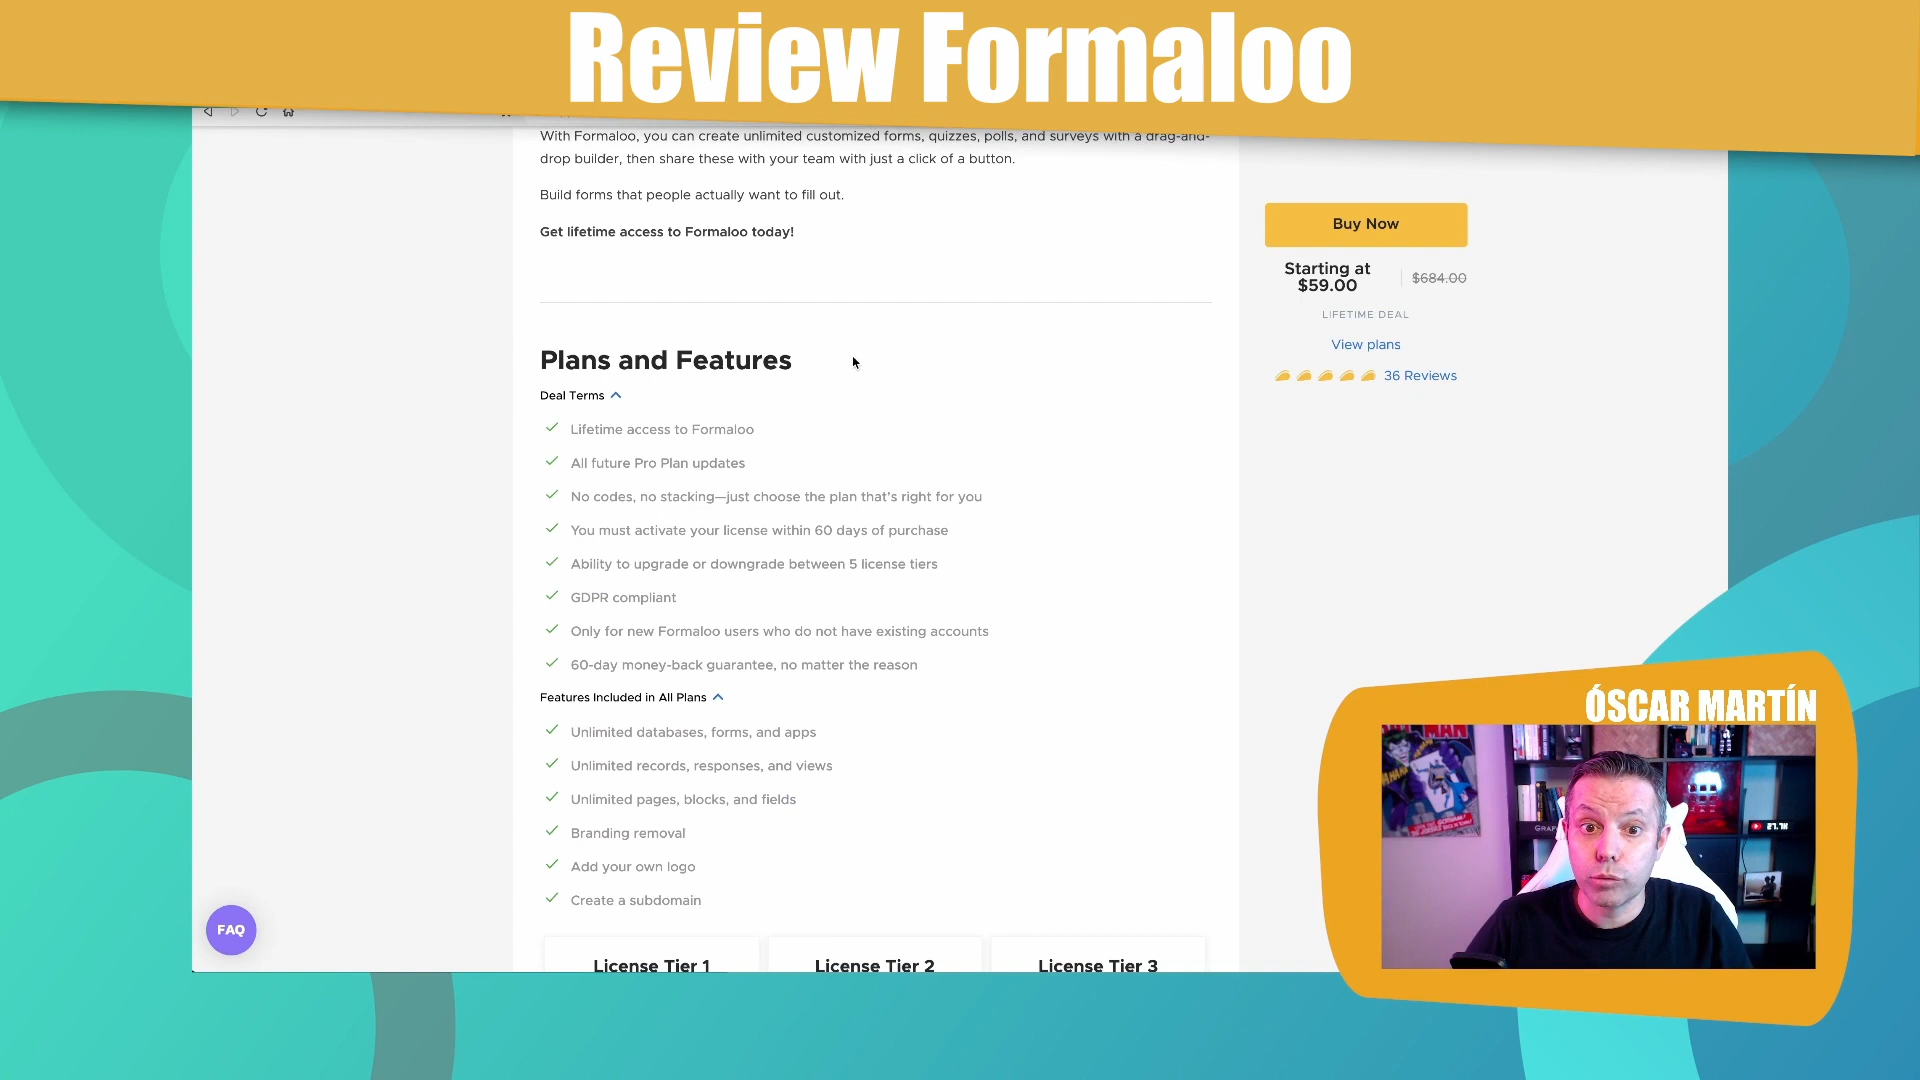 Review Formaloo
With Formaloo, you can create unlimited customized forms, quizzes, polls, and surveys with a drag-and-
drop builder, then share these with your team with just a click of a button.
Build forms that people actually want to fill out.
Get lifetime access to Formaloo today!
Buy Now
Starting at
$59.00
$684.00
LIFETIME DEAL
View plans
36 Reviews
Plans and Features
Deal Terms
Lifetime access to Formaloo
All future Pro Plan updates
No codes, no stacking—just choose the plan that's right for you
You must activate your license within 60 days of purchase
Ability to upgrade or downgrade between 5 license tiers
GDPR compliant
Only for new Formaloo users who do not have existing accounts
60-day money-back guarantee, no matter the reason
Features Included in All Plans
Unlimited databases, forms, and apps
Unlimited records, responses, and views
Unlimited pages, blocks, and fields
Branding removal
Add your own logo
Create a subdomain
FAQ
License Tier 1
License Tier 2
License Tier 3
ÓSCAR MARTÍN